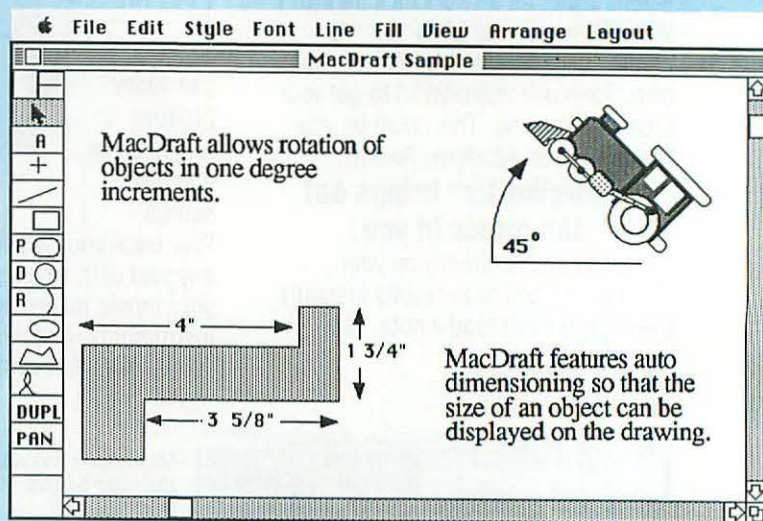 File Edit Style Font Line Fill View Arrange Layout
MacDraft Sample
A
P
D
R
DUPL
PAN
MacDraft allows rotation of
objects in one degree
increments.
45°
4"
1 3/4"
3 5/8"
MacDraft features auto
dimensioning so that the
size of an object can be
displayed on the drawing.